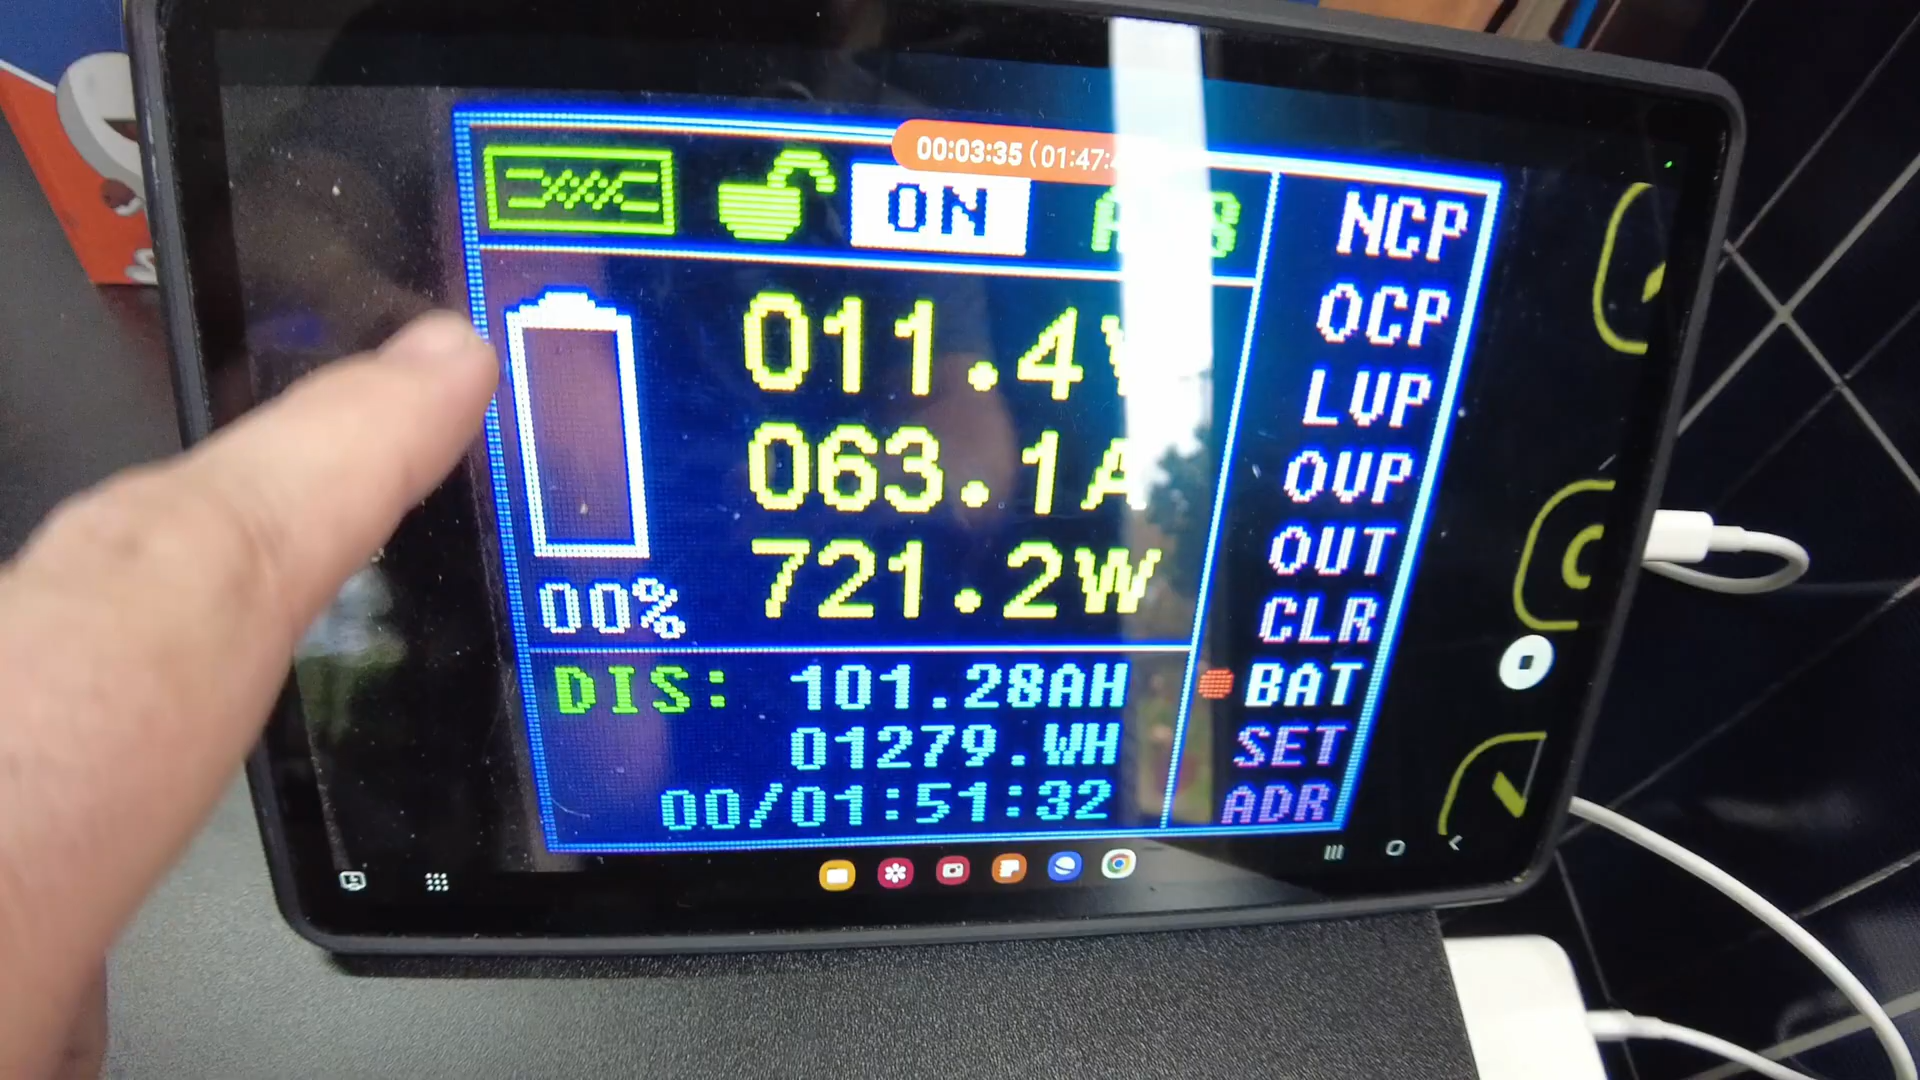 00:03:35 (01:47:
ON
011.4V
063.1A
721.2W
00%
DIS: 101.28AH
01279.WH
00/01:51:32
NCP
OCP
LVP
OVP
OUT
CLR
BAT
SET
ADR